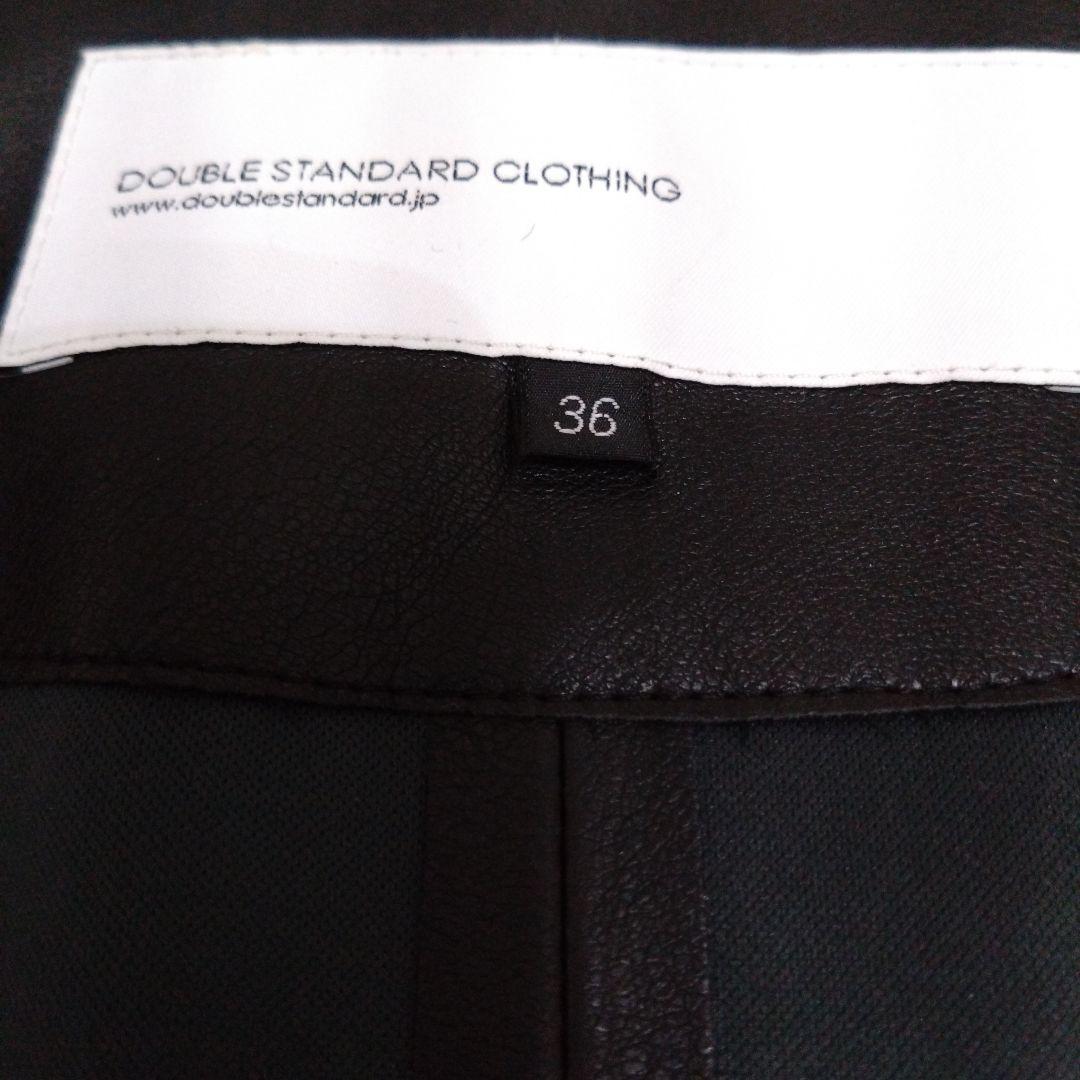 DOUBLE STANDARD CLOTHING
www.doublestandard.jp
36